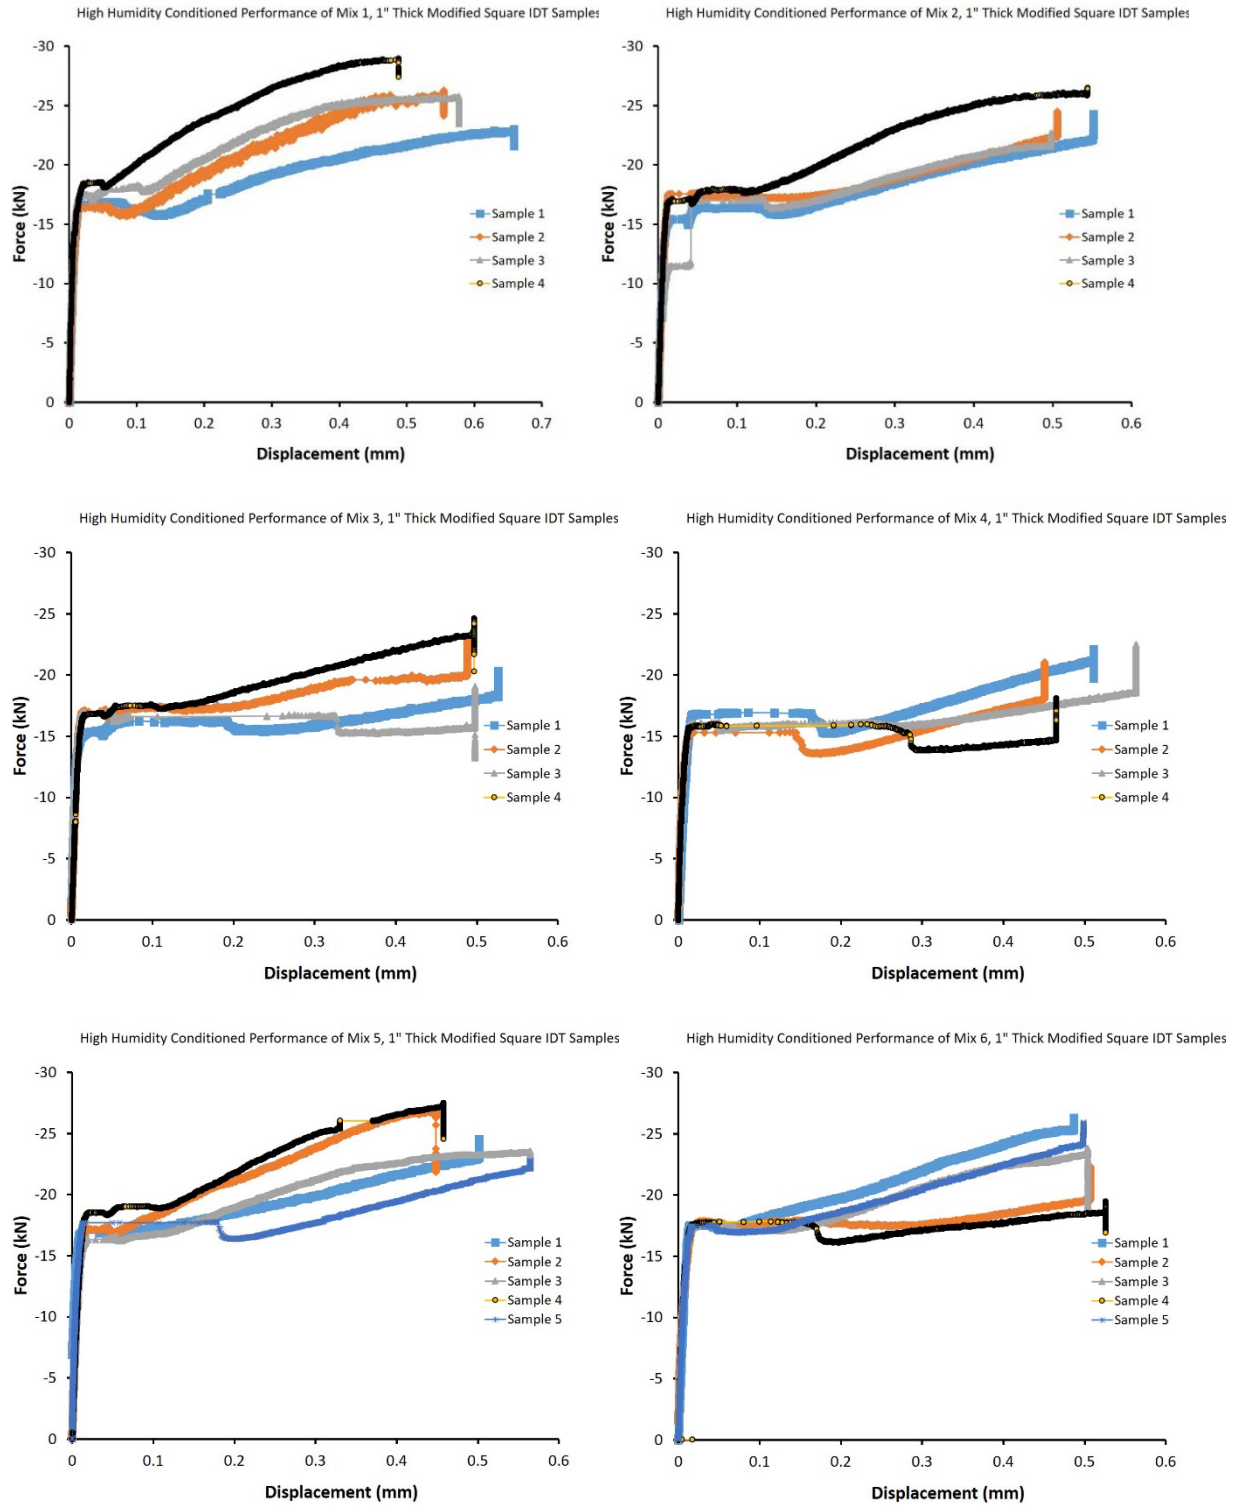 High Humidity Conditioned Performance of Mix 1, 1" Thick Modified Square IDT Samples
-30
-25
-20
-15
-10
-5
0
Force (kN)
Sample 1
Sample 2
Sample 3
Sample 4
0 0.1 0.2 0.3 0.4 0.5 0.6 0.7
Displacement (mm)
High Humidity Conditioned Performance of Mix 2, 1" Thick Modified Square IDT Samples
-30
-25
-20
-15
-10
-5
0
Force (kN)
Sample 1
Sample 2
Sample 3
Sample 4
0 0.1 0.2 0.3 0.4 0.5 0.6
Displacement (mm)
High Humidity Conditioned Performance of Mix 3, 1" Thick Modified Square IDT Samples
-30
-25
-20
-15
-10
-5
0
Force (kN)
Sample 1
Sample 2
Sample 3
Sample 4
0 0.1 0.2 0.3 0.4 0.5 0.6
Displacement (mm)
High Humidity Conditioned Performance of Mix 4, 1" Thick Modified Square IDT Samples
-30
-25
-20
-15
-10
-5
0
Force (kN)
Sample 1
Sample 2
Sample 3
Sample 4
0 0.1 0.2 0.3 0.4 0.5 0.6
Displacement (mm)
High Humidity Conditioned Performance of Mix 5, 1" Thick Modified Square IDT Samples
-30
-25
-20
-15
-10
-5
0
Force (kN)
Sample 1
Sample 2
Sample 3
Sample 4
Sample 5
0 0.1 0.2 0.3 0.4 0.5 0.6
Displacement (mm)
High Humidity Conditioned Performance of Mix 6, 1" Thick Modified Square IDT Samples
-30
-25
-20
-15
-10
-5
0
Force (kN)
Sample 1
Sample 2
Sample 3
Sample 4
Sample 5
0 0.1 0.2 0.3 0.4 0.5 0.6
Displacement (mm)